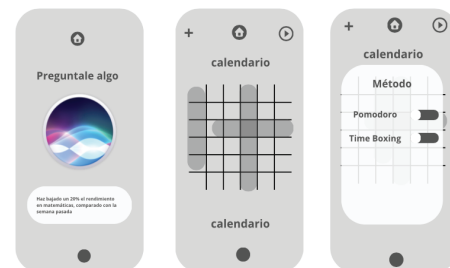 Preguntale algo
Haz bajado un 20% el rendimiento
en matemáticas, comparado con la
semana pasada
calendario
calendario
calendario
Método
Pomodoro
Time Boxing